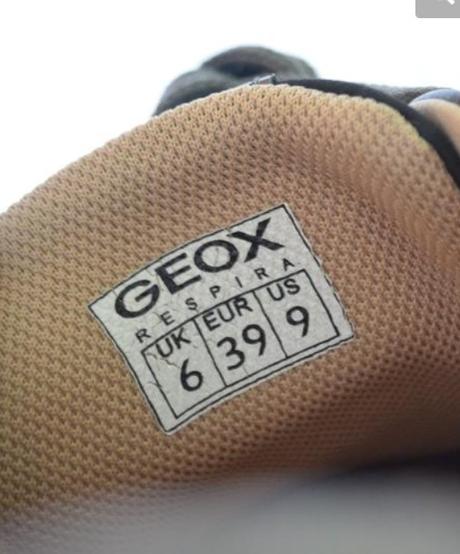 GEOX
RESPIRA
UK EUR US
6 39 9